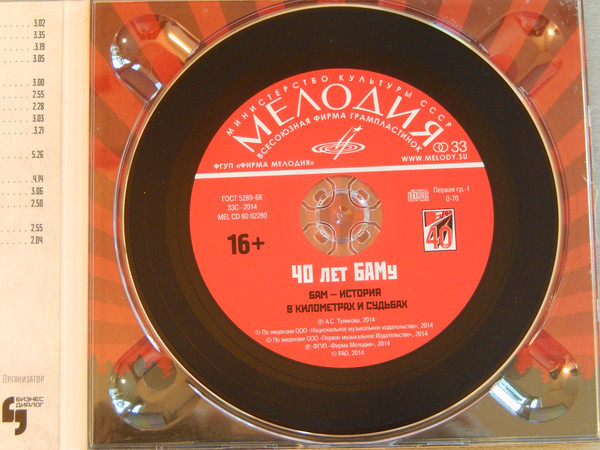 3.02
3.35
3.19
3.05
3.00
2.55
2.28
3.03
3.21
5.26
4.14
3.06
2.50
2.55
2.04
Организатор
БИЗНЕС
ДИАЛОГ
МИНИСТЕРСТВО КУЛЬТУРЫ СССР
МЕЛОДИЯ
ВСЕСОЮЗНАЯ ФИРМА ГРАМПЛАСТИНОК
33
ФГУП «ФИРМА МЕЛОДИЯ»
WWW.MELODY.SU
ГОСТ 5289-68
33С–2014
MEL CD 60 02280
Первая гр.-I
0-70
16+
БАМ
40
40 лет БАМу
БАМ – ИСТОРИЯ
В КИЛОМЕТРАХ И СУДЬБАХ
℗ А.С. Туликова, 2014
© По лицензии ООО «Национальное музыкальное издательство», 2014
© По лицензии ООО «Первое музыкальное Издательство», 2014
℗ ФГУП «Фирма Мелодия», 2014
© РАО, 2014